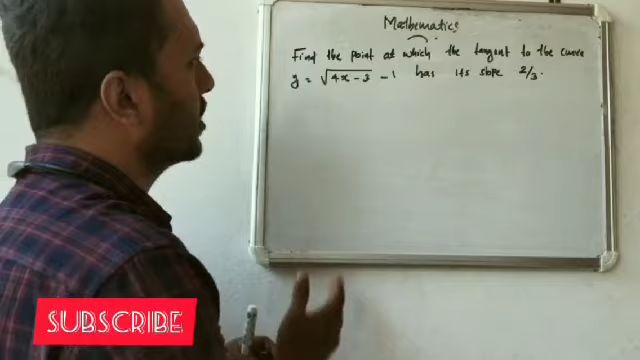 Mathematics
Find the point at which the tangent to the curve
y = √4x - 3 - 1 has its slope 2/3.
SUBSCRIBE